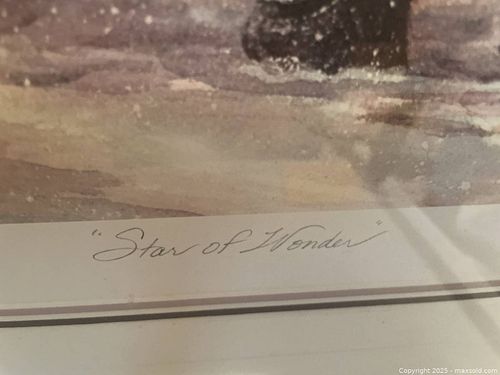 "Star of Wonder"
Copyright 2025 - maxsold.com